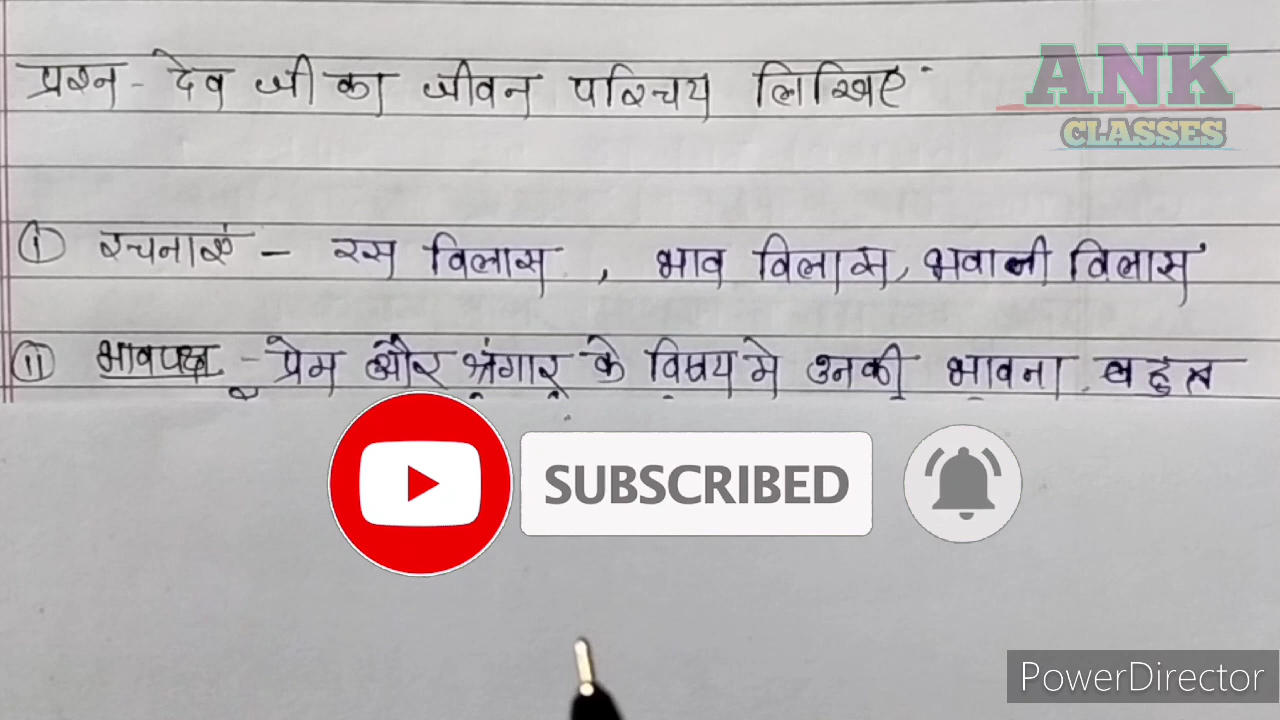 प्रश्न - देव जी का जीवन परिचय लिखिए
ANK
CLASSES
(i) रचनाएं - रस विलास , भाव विलास, भवानी विलास
(ii) भावपक्ष - प्रेम और श्रंगार के विषय मे उनकी भावना बहुत
SUBSCRIBED
PowerDirector